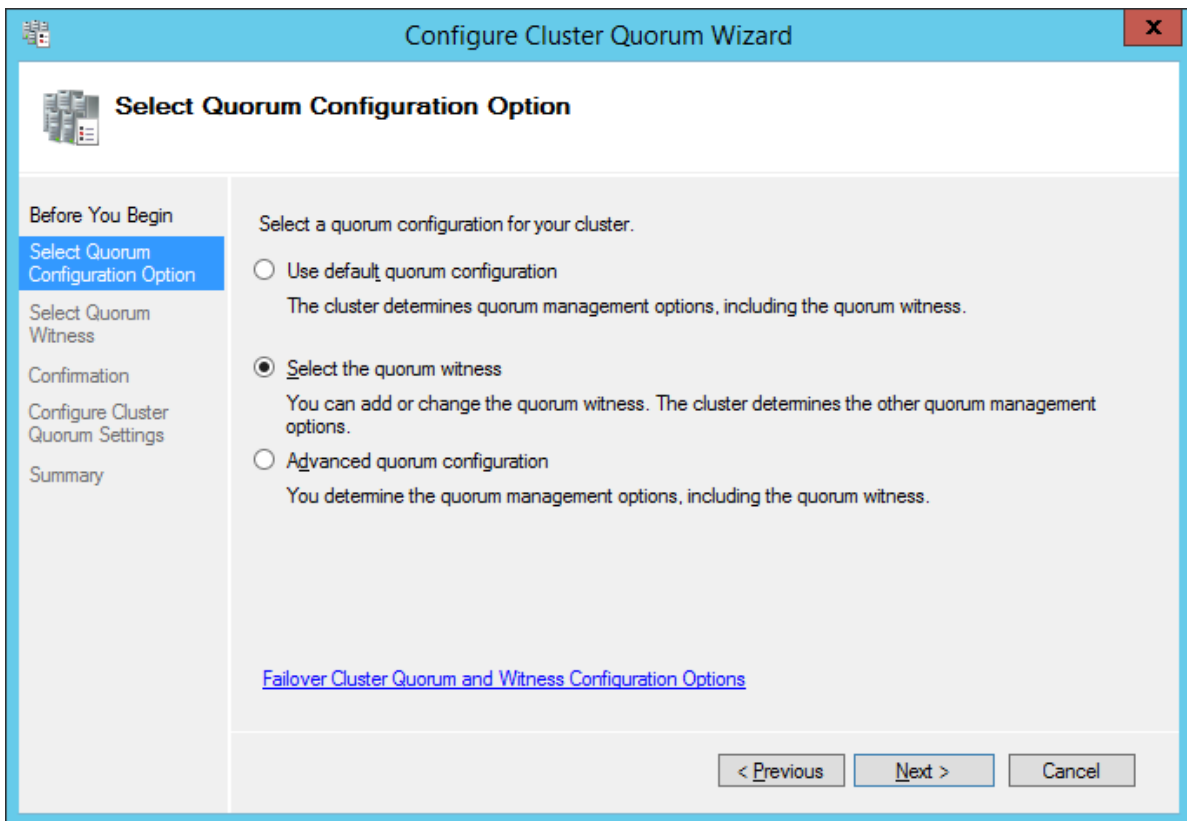 Configure Cluster Quorum Wizard
x
Select Quorum Configuration Option
Before You Begin
Select Quorum
Configuration Option
Select Quorum
Witness
Confirmation
Configure Cluster
Quorum Settings
Summary
Select a quorum configuration for your cluster.
Use default quorum configuration
The cluster determines quorum management options, including the quorum witness.
Select the quorum witness
You can add or change the quorum witness. The cluster determines the other quorum management
options.
Advanced quorum configuration
You determine the quorum management options, including the quorum witness.
Failover Cluster Quorum and Witness Configuration Options
< Previous
Next >
Cancel